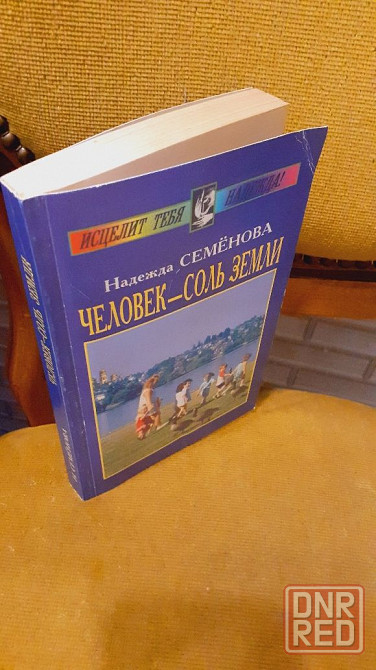 ИСЦЕЛИТ ТЕБЯ НАДЕЖДА!
Надежда СЕМЁНОВА
ЧЕЛОВЕК–СОЛЬ ЗЕМЛИ
ЧЕЛОВЕК–СОЛЬ ЗЕМЛИ
DNR
RED